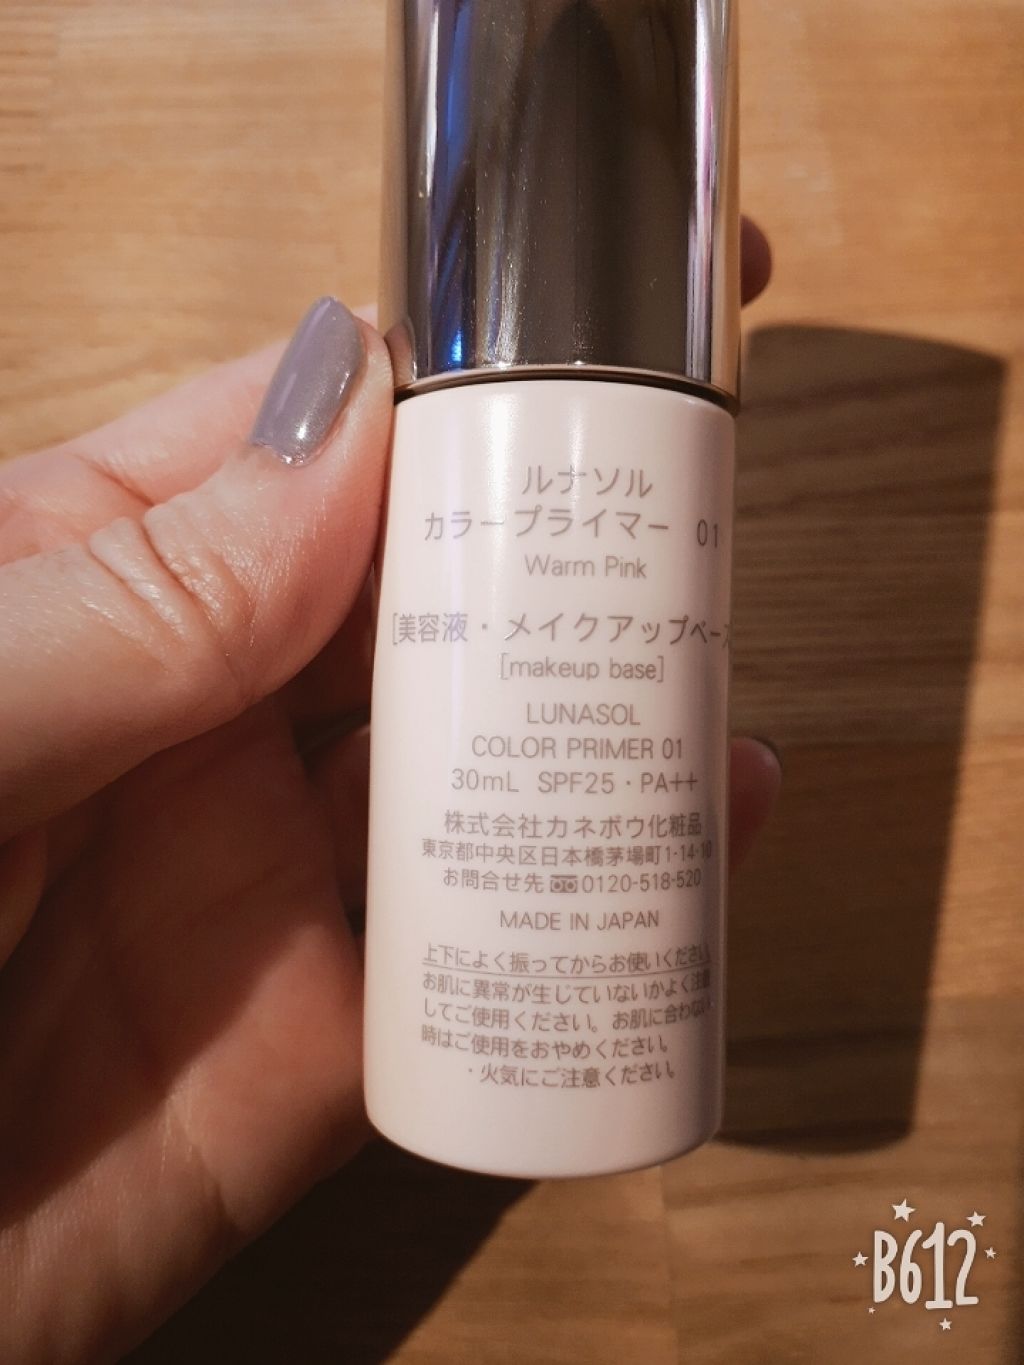 ルナソル
カラープライマー 01
Warm Pink
[美容液・メイクアップベース
[makeup base]
LUNASOL
COLOR PRIMER 01
30mL SPF25・PA++
株式会社カネボウ化粧品
東京都中央区日本橋茅場町1-14-10
お問合せ先 0120-518-520
MADE IN JAPAN
上下によく振ってからお使いください
お肌に異常が生じていないかよく注意
してご使用ください。お肌に合わない
時はご使用をおやめください。
・火気にご注意ください。
B612